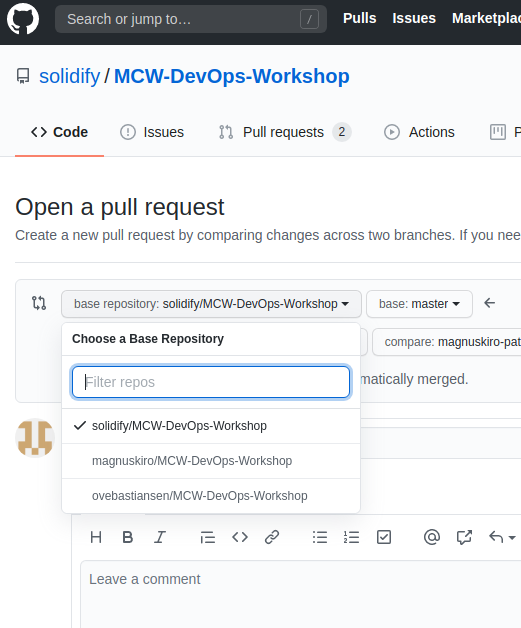 Search or jump to… / Pulls Issues Marketplac
solidify / MCW-DevOps-Workshop
Code Issues Pull requests 2 Actions P
Open a pull request
Create a new pull request by comparing changes across two branches. If you nee
base repository: solidify/MCW-DevOps-Workshop base: master
Choose a Base Repository compare: magnuskiro-pat
Filter repos matically merged.
solidify/MCW-DevOps-Workshop
magnuskiro/MCW-DevOps-Workshop
ovebastiansen/MCW-DevOps-Workshop
H B I
Leave a comment